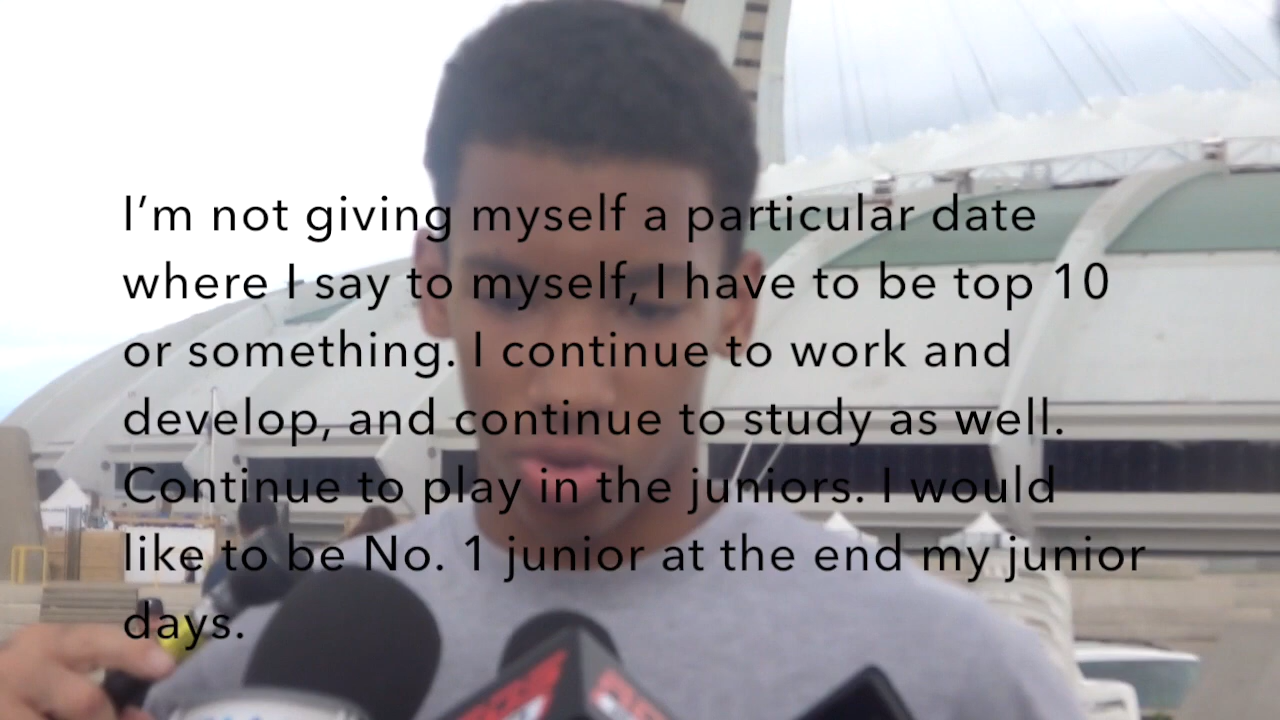 I’m not giving myself a particular date
where I say to myself, I have to be top 10
or something. I continue to work and
develop, and continue to study as well.
Continue to play in the juniors. I would
like to be No. 1 junior at the end my junior
days.